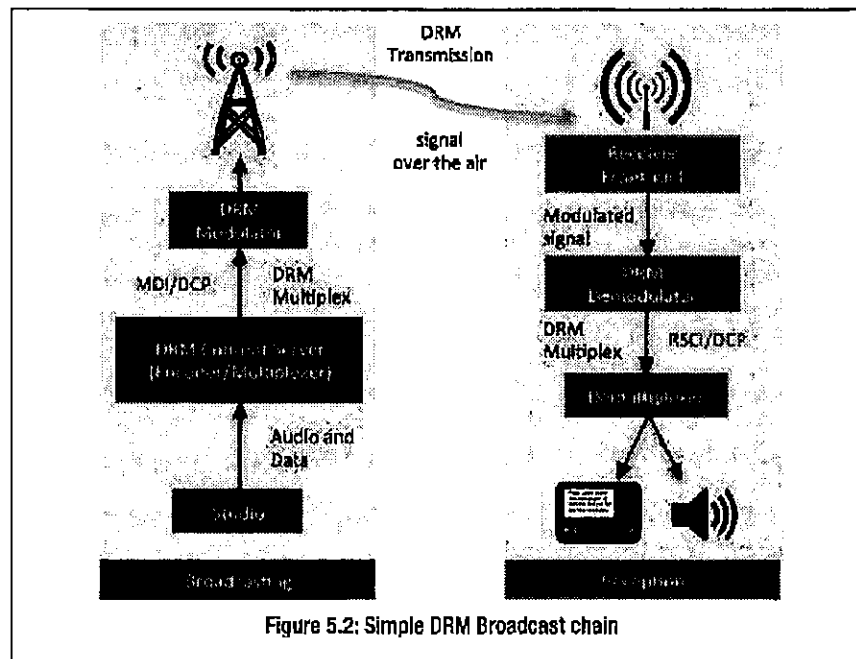 DRM
Transmission
signal
over the air
DRM
Modulator
MDI/DCP
DRM
Multiplex
DRM Content Server
(Encoder/Multiplexer)
Audio and
Data
Studio
Broadcasting
Receiver
Front end
Modulated
signal
DRM
Demodulator
DRM
Multiplex
RSCI/DCP
Reception
Figure 5.2: Simple DRM Broadcast chain